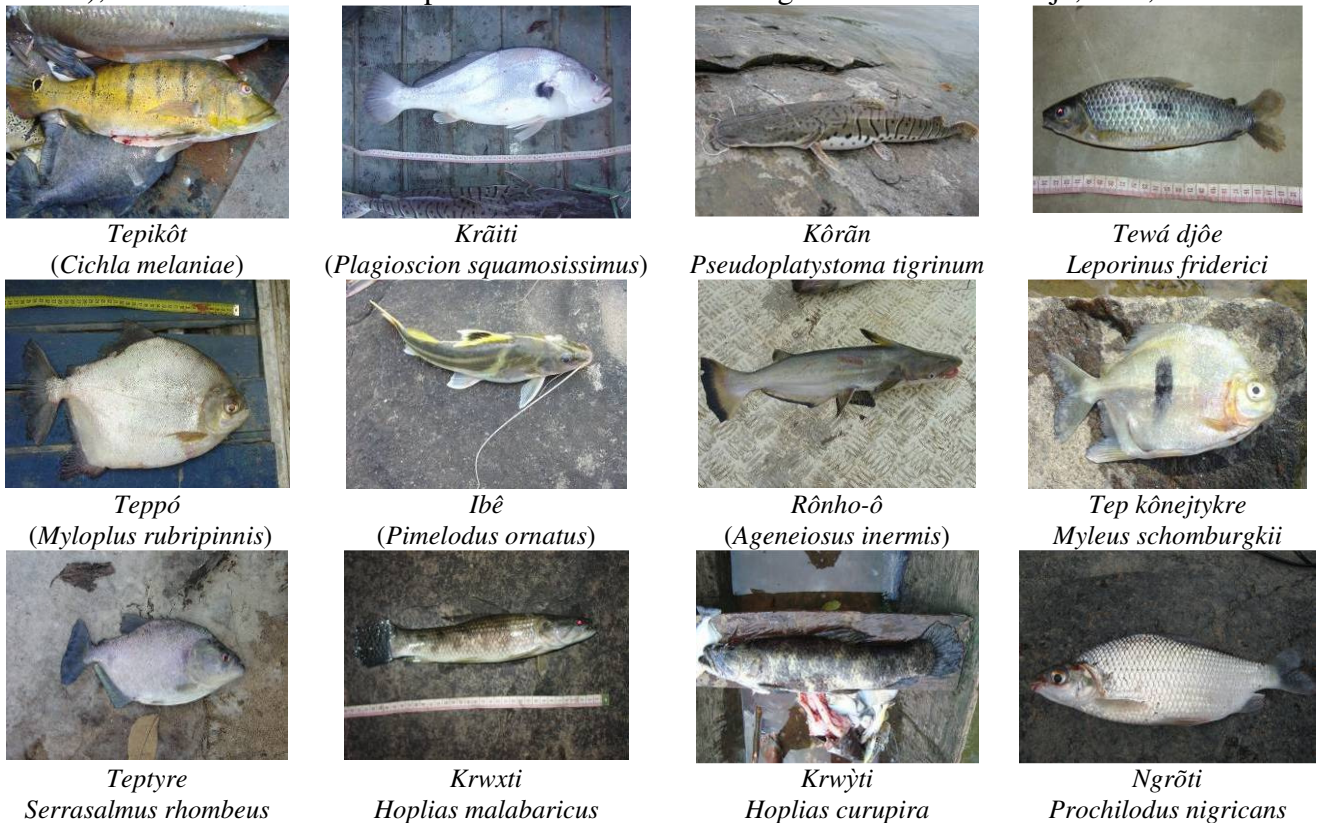 Tepikôt
(Cichla melaniae)
Krãiti
(Plagioscion squamosissimus)
Kôrãn
Pseudoplatystoma tigrinum
Tewá djôe
Leporinus friderici
Teppó
(Myloplus rubripinnis)
Ibê
(Pimelodus ornatus)
Rônho-ô
(Ageneiosus inermis)
Tep kônejtykre
Myleus schomburgkii
Teptyre
Serrasalmus rhombeus
Krwxti
Hoplias malabaricus
Krwỳti
Hoplias curupira
Ngrõti
Prochilodus nigricans